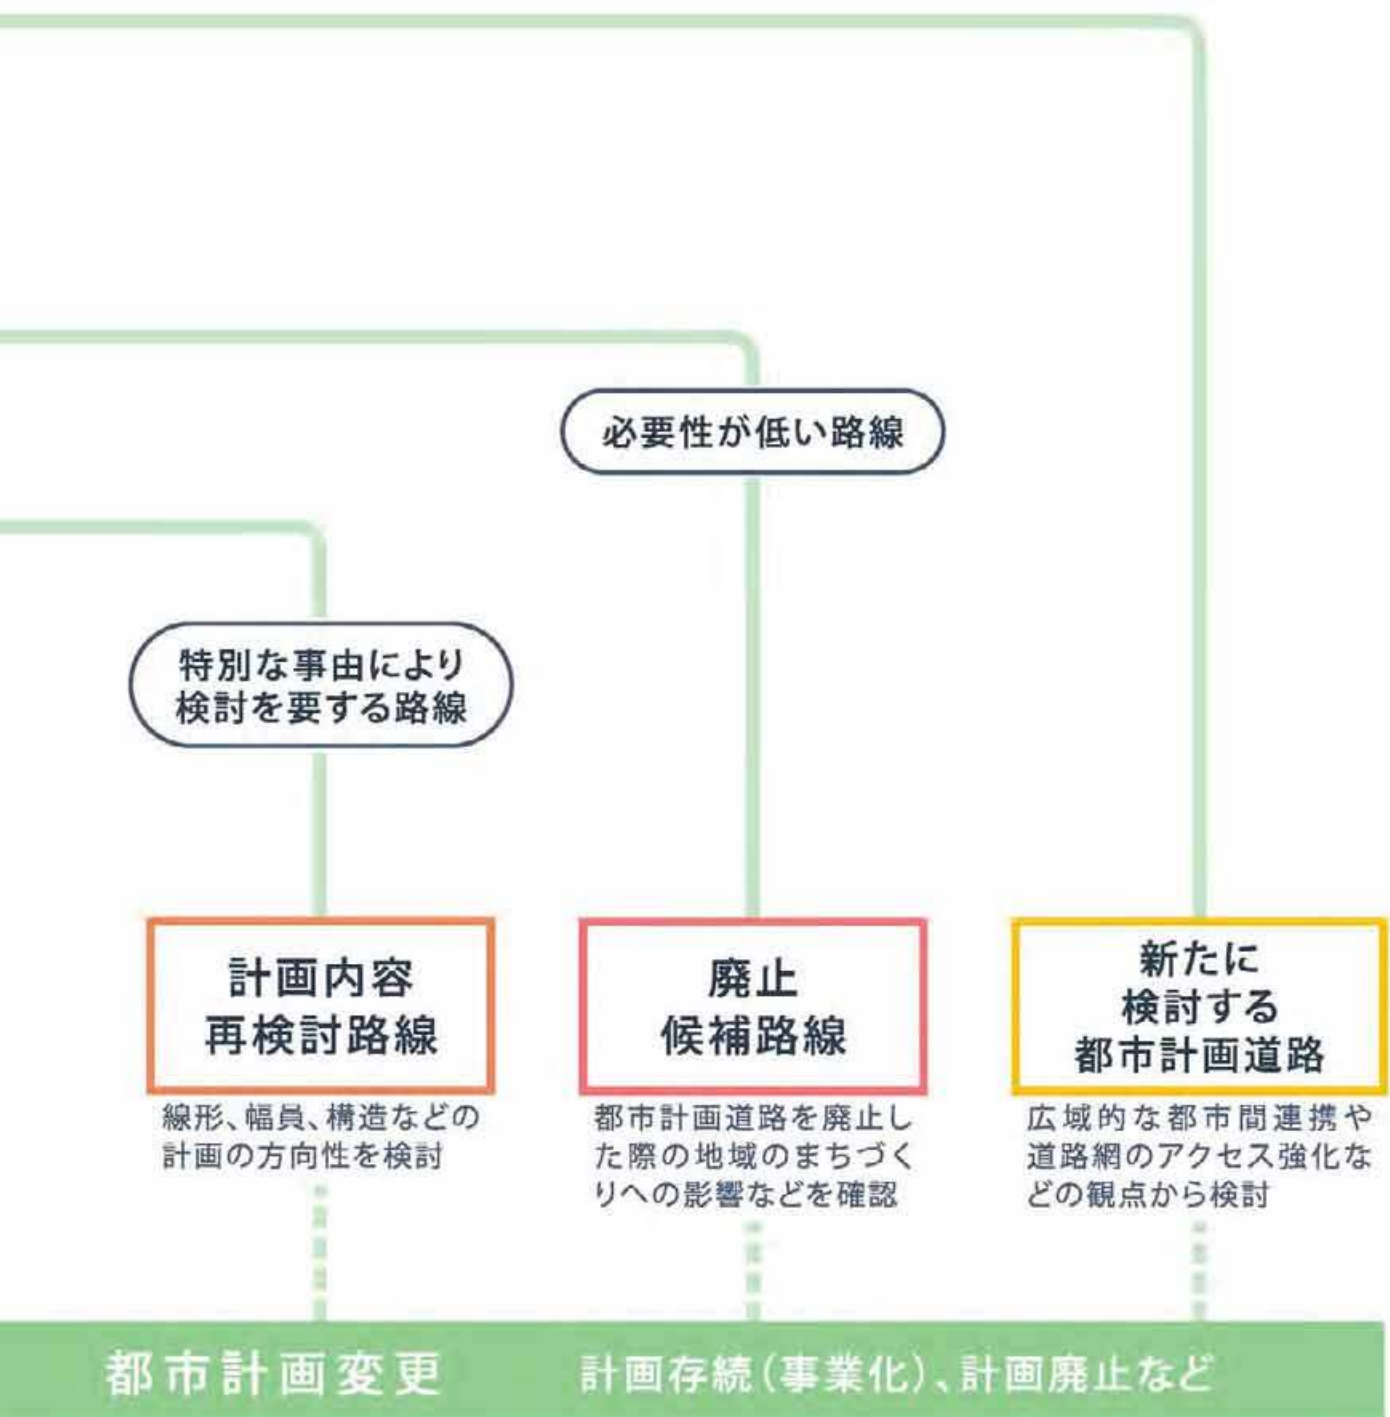 必要性が低い路線
特別な事由により
検討を要する路線
計画内容
再検討路線
線形、幅員、構造などの
計画の方向性を検討
廃止
候補路線
都市計画道路を廃止し
た際の地域のまちづく
りへの影響などを確認
新たに
検討する
都市計画道路
広域的な都市間連携や
道路網のアクセス強化な
どの観点から検討
都市計画変更
計画存続(事業化)、計画廃止など